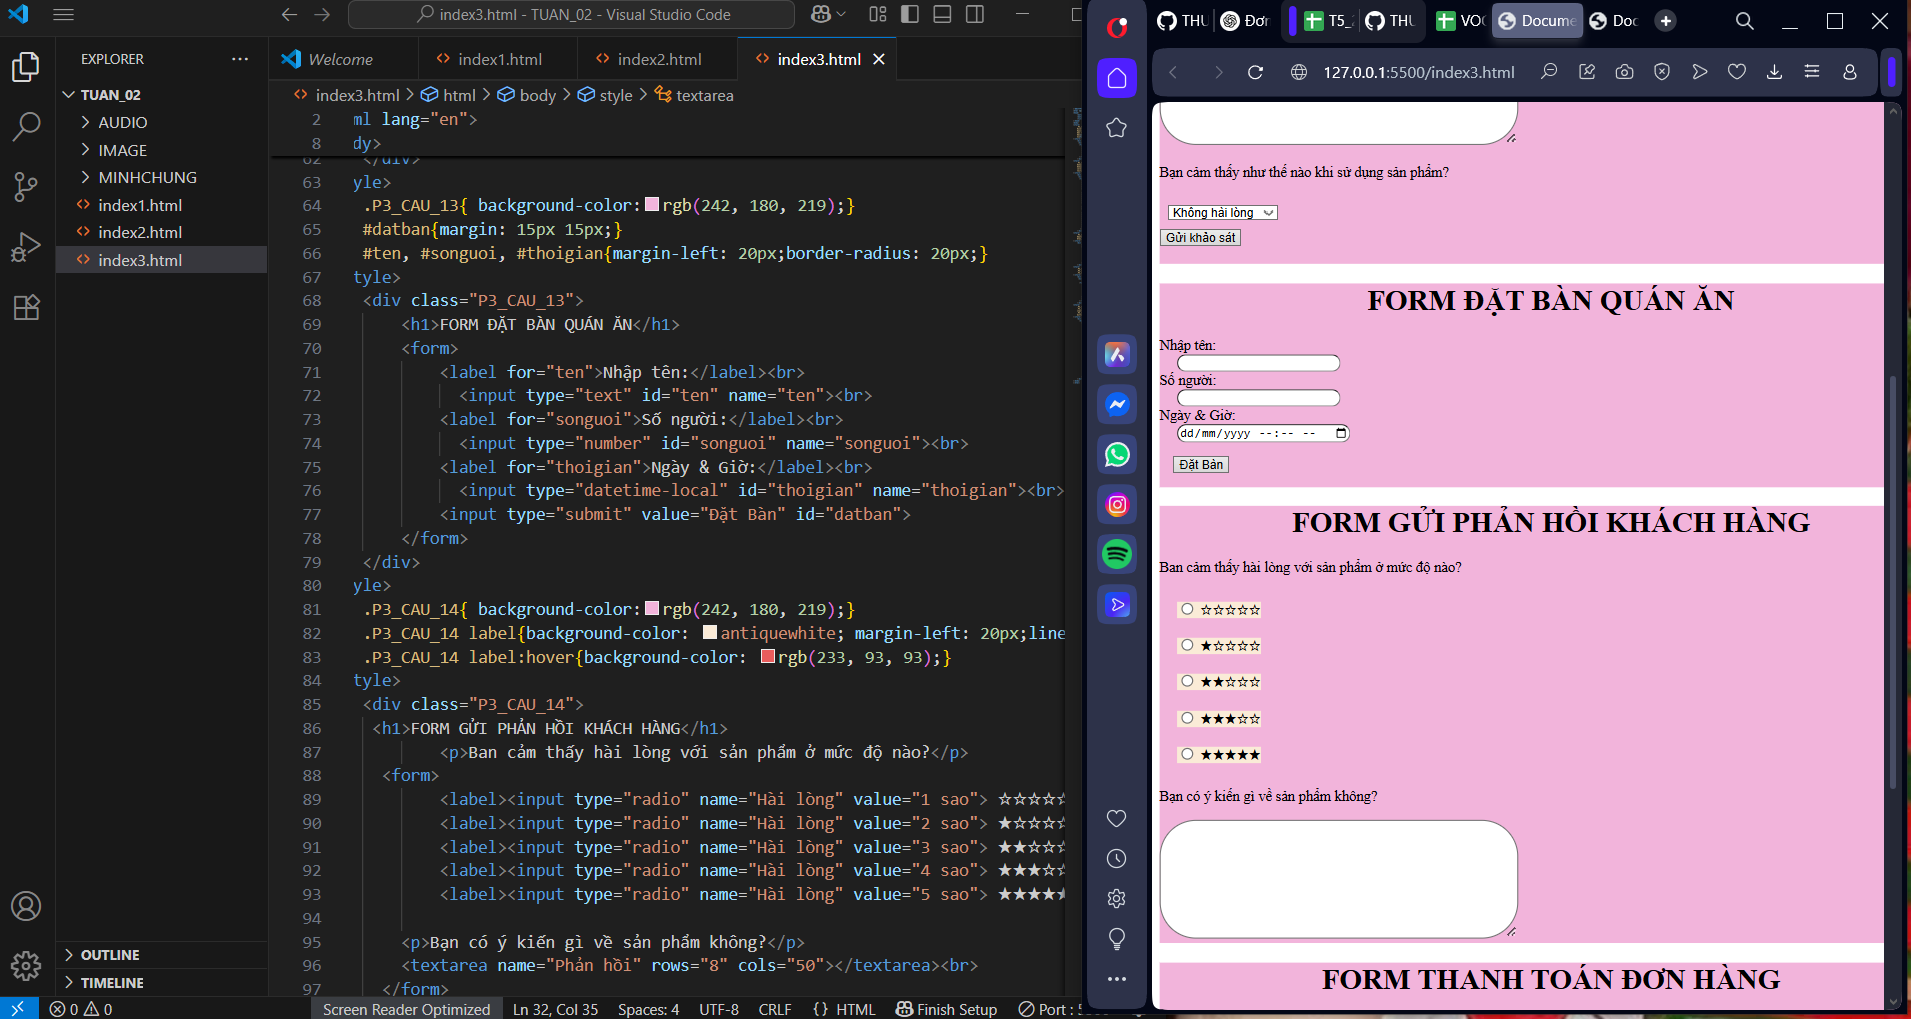 index3.html - TUAN_02 - Visual Studio Code
EXPLORER
TUAN_02
AUDIO
IMAGE
MINHCHUNG
index1.html
index2.html
index3.html
OUTLINE
TIMELINE
Welcome
index1.html
index2.html
index3.html
index3.html > html > body > style > textarea
2 ml lang="en">
8 dy>
62 </div>
63 yle>
64 .P3_CAU_13{ background-color: rgb(242, 180, 219);}
65 #datban{margin: 15px 15px;}
66 #ten, #songuoi, #thoigian{margin-left: 20px;border-radius: 20px;}
67 tyle>
68 <div class="P3_CAU_13">
69 <h1>FORM ĐẶT BÀN QUÁN ĂN</h1>
70 <form>
71 <label for="ten">Nhập tên:</label><br>
72 <input type="text" id="ten" name="ten"><br>
73 <label for="songuoi">Số người:</label><br>
74 <input type="number" id="songuoi" name="songuoi"><br>
75 <label for="thoigian">Ngày & Giờ:</label><br>
76 <input type="datetime-local" id="thoigian" name="thoigian"><br>
77 <input type="submit" value="Đặt Bàn" id="datban">
78 </form>
79 </div>
80 yle>
81 .P3_CAU_14{ background-color: rgb(242, 180, 219);}
82 .P3_CAU_14 label{background-color: antiquewhite; margin-left: 20px;line
83 .P3_CAU_14 label:hover{background-color: rgb(233, 93, 93);}
84 tyle>
85 <div class="P3_CAU_14">
86 <h1>FORM GỬI PHẢN HỒI KHÁCH HÀNG</h1>
87 <p>Ban cảm thấy hài lòng với sản phẩm ở mức độ nào?</p>
88 <form>
89 <label><input type="radio" name="Hài lòng" value="1 sao"> ☆☆☆☆☆
90 <label><input type="radio" name="Hài lòng" value="2 sao"> ★☆☆☆☆
91 <label><input type="radio" name="Hài lòng" value="3 sao"> ★★☆☆☆
92 <label><input type="radio" name="Hài lòng" value="4 sao"> ★★★☆☆
93 <label><input type="radio" name="Hài lòng" value="5 sao"> ★★★★★
94
95 <p>Bạn có ý kiến gì về sản phẩm không?</p>
96 <textarea name="Phản hồi" rows="8" cols="50"></textarea><br>
97 </form>
0 0
Screen Reader Optimized
Ln 32, Col 35
Spaces: 4
UTF-8
CRLF
{} HTML
Finish Setup
Port :
THU
Đơn
T5_
THU
VOC
Docume
Doc
127.0.0.1:5500/index3.html
Bạn cảm thấy như thế nào khi sử dụng sản phẩm?
Không hài lòng
Gửi khảo sát
FORM ĐẶT BÀN QUÁN ĂN
Nhập tên:
Số người:
Ngày & Giờ:
dd/mm/yyyy --:-- --
Đặt Bàn
FORM GỬI PHẢN HỒI KHÁCH HÀNG
Ban cảm thấy hài lòng với sản phẩm ở mức độ nào?
☆☆☆☆☆
★☆☆☆☆
★★☆☆☆
★★★☆☆
★★★★★
Bạn có ý kiến gì về sản phẩm không?
FORM THANH TOÁN ĐƠN HÀNG